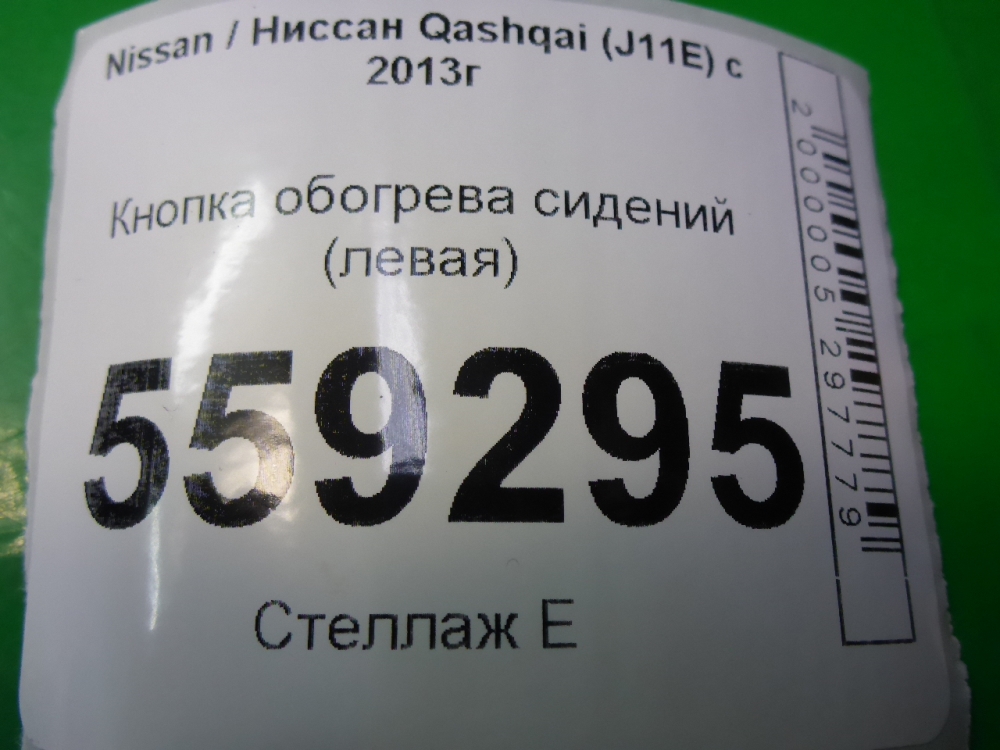 Nissan / Ниссан Qashqai (J11E) с
2013г
Кнопка обогрева сидений
(левая)
559295
Стеллаж Е
2000005297779